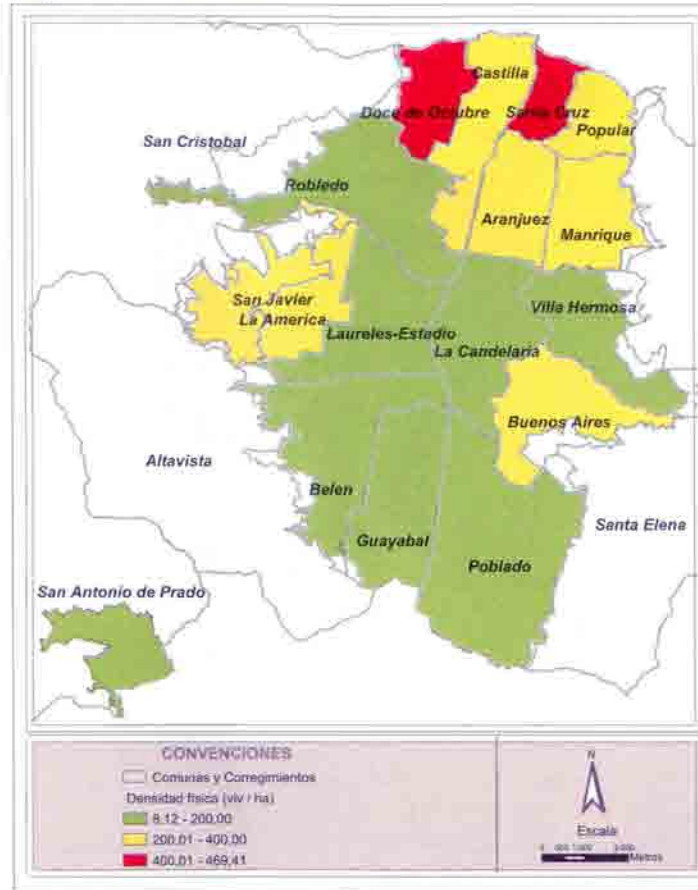 Castilla
Doce de Octubre
Santa Cruz
Popular
San Cristobal
Robledo
Aranjuez
Manrique
San Javier
La America
Villa Hermosa
Laureles-Estadio
La Candelaria
Buenos Aires
Altavista
Belen
Santa Elena
Guayabal
Poblado
San Antonio de Prado
CONVENCIONES
Comunas y Corregimientos
Densidad física (viv / ha)
8,12 - 200,00
200,01 - 400,00
400,01 - 469,41
N
Escala
Metros